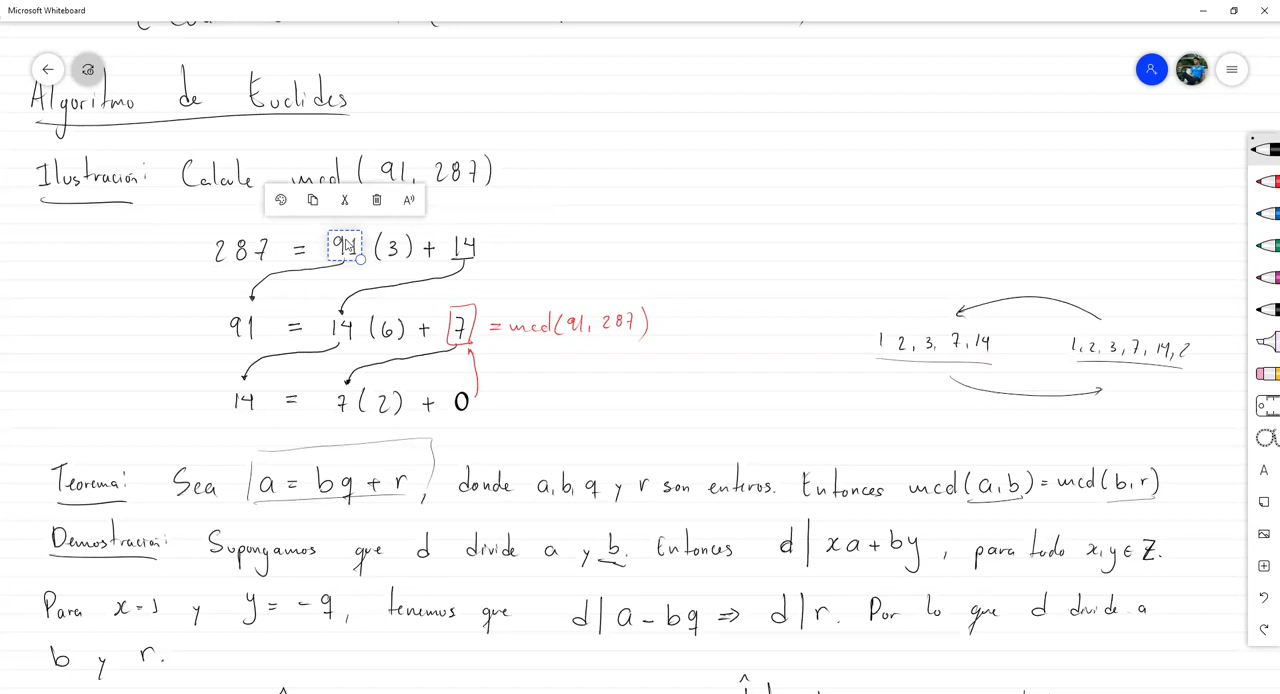 Microsoft Whiteboard
Algoritmo de Euclides
Ilustración: Calcule mcd (91, 287)
287 = 91 (3) + 14
91 = 14 (6) + 7 = mcd(91, 287)
14 = 7 (2) + 0
1 2, 3, 7, 14
1, 2, 3, 7, 14, 2
Teorema: Sea a = bq + r, donde a, b, q y r son enteros. Entonces mcd(a,b) = mcd(b,r)
Demostración: Supongamos que d divide a y b. Entonces d | xa + by, para todo x, y ∈ Z.
Para x = 1 y y = -q, tenemos que d | a - bq ⇒ d | r. Por lo que d divide a
b y r.